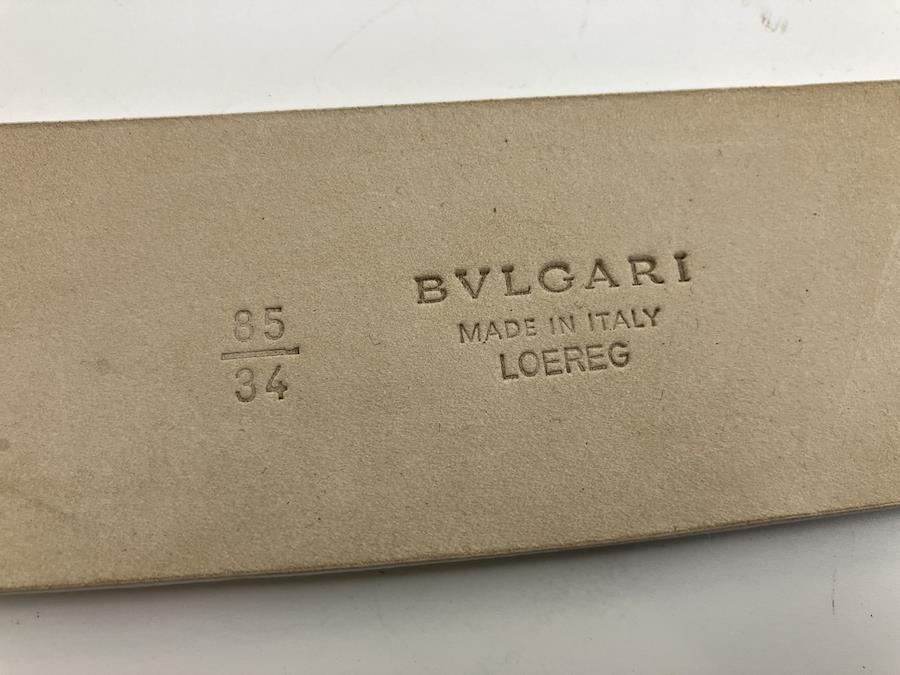 85
34
BVLGARI
MADE IN ITALY
LOEREG